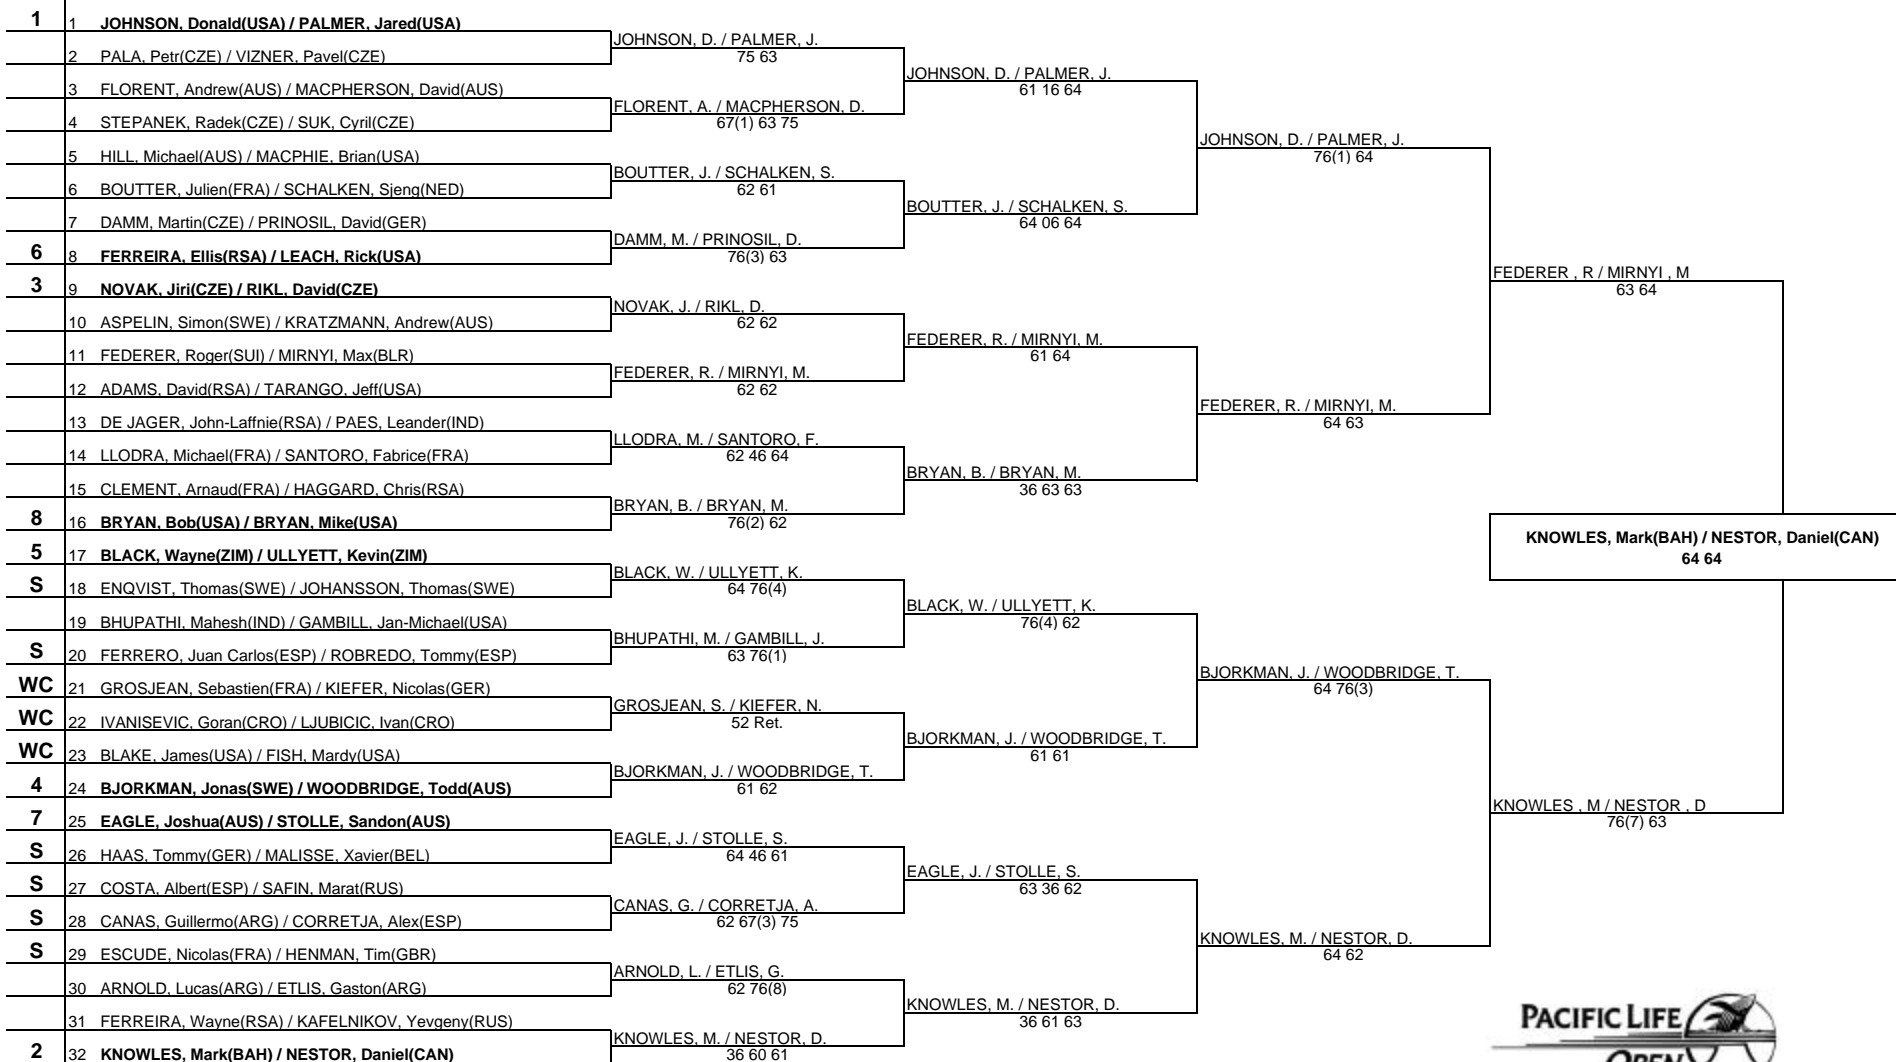 1 1 JOHNSON, Donald(USA) / PALMER, Jared(USA)
JOHNSON, D. / PALMER, J.
2 PALA, Petr(CZE) / VIZNER, Pavel(CZE)
75 63
JOHNSON, D. / PALMER, J.
3 FLORENT, Andrew(AUS) / MACPHERSON, David(AUS)
61 16 64
FLORENT, A. / MACPHERSON, D.
4 STEPANEK, Radek(CZE) / SUK, Cyril(CZE)
67(1) 63 75
JOHNSON, D. / PALMER, J.
5 HILL, Michael(AUS) / MACPHIE, Brian(USA)
76(1) 64
BOUTTER, J. / SCHALKEN, S.
6 BOUTTER, Julien(FRA) / SCHALKEN, Sjeng(NED)
62 61
BOUTTER, J. / SCHALKEN, S.
7 DAMM, Martin(CZE) / PRINOSIL, David(GER)
64 06 64
DAMM, M. / PRINOSIL, D.
6 8 FERREIRA, Ellis(RSA) / LEACH, Rick(USA)
76(3) 63
FEDERER , R / MIRNYI , M
3 9 NOVAK, Jiri(CZE) / RIKL, David(CZE)
63 64
NOVAK, J. / RIKL, D.
10 ASPELIN, Simon(SWE) / KRATZMANN, Andrew(AUS)
62 62
FEDERER, R. / MIRNYI, M.
11 FEDERER, Roger(SUI) / MIRNYI, Max(BLR)
61 64
FEDERER, R. / MIRNYI, M.
12 ADAMS, David(RSA) / TARANGO, Jeff(USA)
62 62
FEDERER, R. / MIRNYI, M.
13 DE JAGER, John-Laffnie(RSA) / PAES, Leander(IND)
64 63
LLODRA, M. / SANTORO, F.
14 LLODRA, Michael(FRA) / SANTORO, Fabrice(FRA)
62 46 64
BRYAN, B. / BRYAN, M.
15 CLEMENT, Arnaud(FRA) / HAGGARD, Chris(RSA)
36 63 63
BRYAN, B. / BRYAN, M.
8 16 BRYAN, Bob(USA) / BRYAN, Mike(USA)
76(2) 62
KNOWLES, Mark(BAH) / NESTOR, Daniel(CAN)
64 64
5 17 BLACK, Wayne(ZIM) / ULLYETT, Kevin(ZIM)
BLACK, W. / ULLYETT, K.
S 18 ENQVIST, Thomas(SWE) / JOHANSSON, Thomas(SWE)
64 76(4)
BLACK, W. / ULLYETT, K.
19 BHUPATHI, Mahesh(IND) / GAMBILL, Jan-Michael(USA)
76(4) 62
BHUPATHI, M. / GAMBILL, J.
S 20 FERRERO, Juan Carlos(ESP) / ROBREDO, Tommy(ESP)
63 76(1)
BJORKMAN, J. / WOODBRIDGE, T.
WC 21 GROSJEAN, Sebastien(FRA) / KIEFER, Nicolas(GER)
64 76(3)
GROSJEAN, S. / KIEFER, N.
WC 22 IVANISEVIC, Goran(CRO) / LJUBICIC, Ivan(CRO)
52 Ret.
BJORKMAN, J. / WOODBRIDGE, T.
WC 23 BLAKE, James(USA) / FISH, Mardy(USA)
61 61
BJORKMAN, J. / WOODBRIDGE, T.
4 24 BJORKMAN, Jonas(SWE) / WOODBRIDGE, Todd(AUS)
61 62
KNOWLES , M / NESTOR , D
7 25 EAGLE, Joshua(AUS) / STOLLE, Sandon(AUS)
76(7) 63
EAGLE, J. / STOLLE, S.
S 26 HAAS, Tommy(GER) / MALISSE, Xavier(BEL)
64 46 61
EAGLE, J. / STOLLE, S.
S 27 COSTA, Albert(ESP) / SAFIN, Marat(RUS)
63 36 62
CANAS, G. / CORRETJA, A.
S 28 CANAS, Guillermo(ARG) / CORRETJA, Alex(ESP)
62 67(3) 75
KNOWLES, M. / NESTOR, D.
S 29 ESCUDE, Nicolas(FRA) / HENMAN, Tim(GBR)
64 62
ARNOLD, L. / ETLIS, G.
30 ARNOLD, Lucas(ARG) / ETLIS, Gaston(ARG)
62 76(8)
KNOWLES, M. / NESTOR, D.
31 FERREIRA, Wayne(RSA) / KAFELNIKOV, Yevgeny(RUS)
36 61 63
KNOWLES, M. / NESTOR, D.
2 32 KNOWLES, Mark(BAH) / NESTOR, Daniel(CAN)
36 60 61
PACIFIC LIFE
OPEN